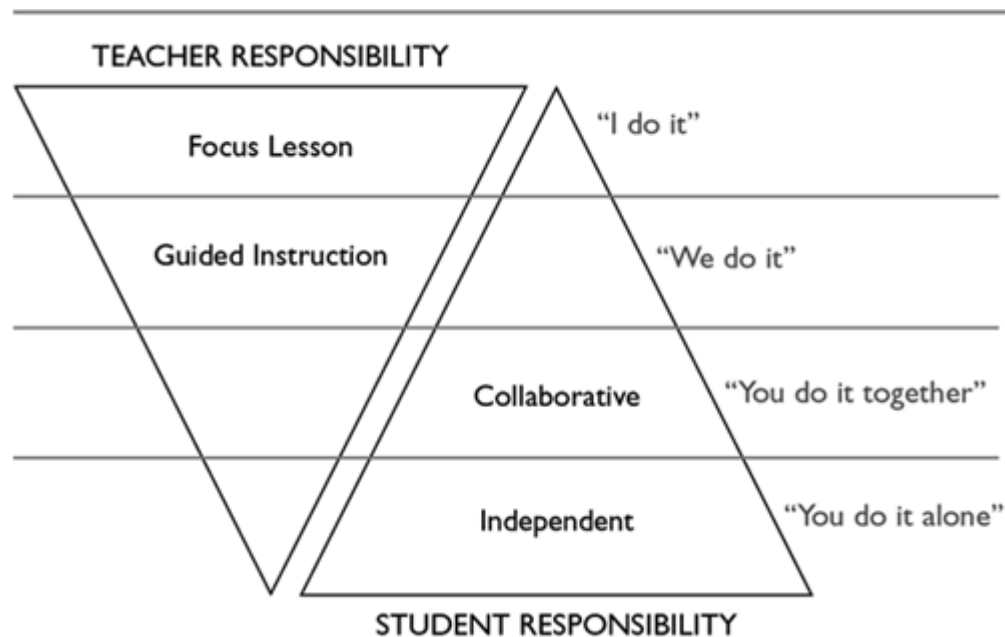 TEACHER RESPONSIBILITY
Focus Lesson
“I do it”
Guided Instruction
“We do it”
Collaborative
“You do it together”
Independent
“You do it alone”
STUDENT RESPONSIBILITY